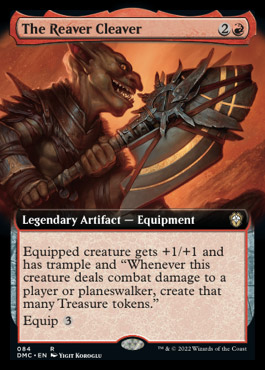 The Reaver Cleaver 2
Legendary Artifact — Equipment
Equipped creature gets +1/+1 and
has trample and “Whenever this
creature deals combat damage to a
player or planeswalker, create that
many Treasure tokens.”
Equip 3
084 R
DMC • EN YIGIT KOROGLU
™ & © 2022 Wizards of the Coast